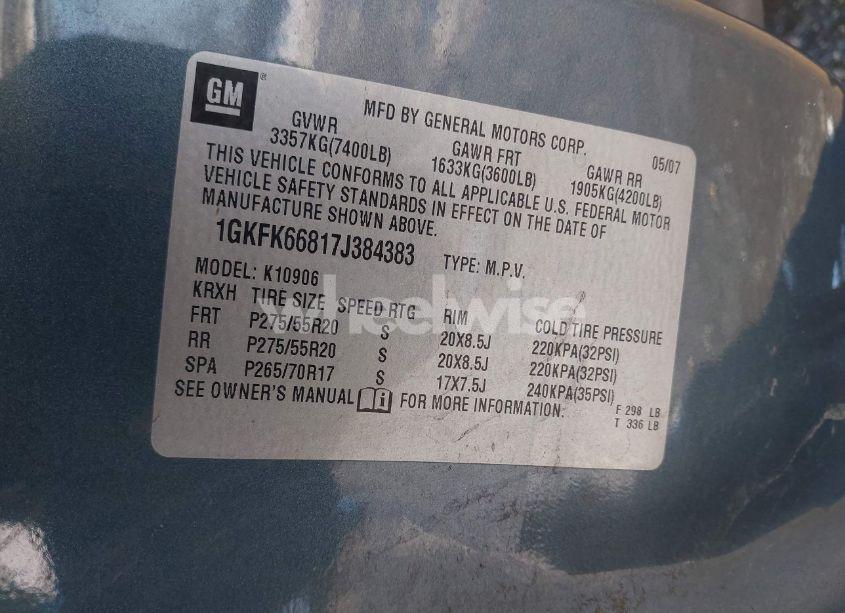 GM ®
MFD BY GENERAL MOTORS CORP. 05/07
GVWR GAWR FRT GAWR RR
3357KG(7400LB) 1633KG(3600LB) 1905KG(4200LB)
THIS VEHICLE CONFORMS TO ALL APPLICABLE U.S. FEDERAL MOTOR
VEHICLE SAFETY STANDARDS IN EFFECT ON THE DATE OF
MANUFACTURE SHOWN ABOVE.
1GKFK66817J384383 TYPE: M.P.V.
MODEL: K10906
KRXH TIRE SIZE SPEED RTG RIM COLD TIRE PRESSURE
FRT P275/55R20 S 20X8.5J 220KPA(32PSI)
RR P275/55R20 S 20X8.5J 220KPA(32PSI)
SPA P265/70R17 S 17X7.5J 240KPA(35PSI)
SEE OWNER'S MANUAL i FOR MORE INFORMATION:
F 298 LB
T 336 LB
wheelwise